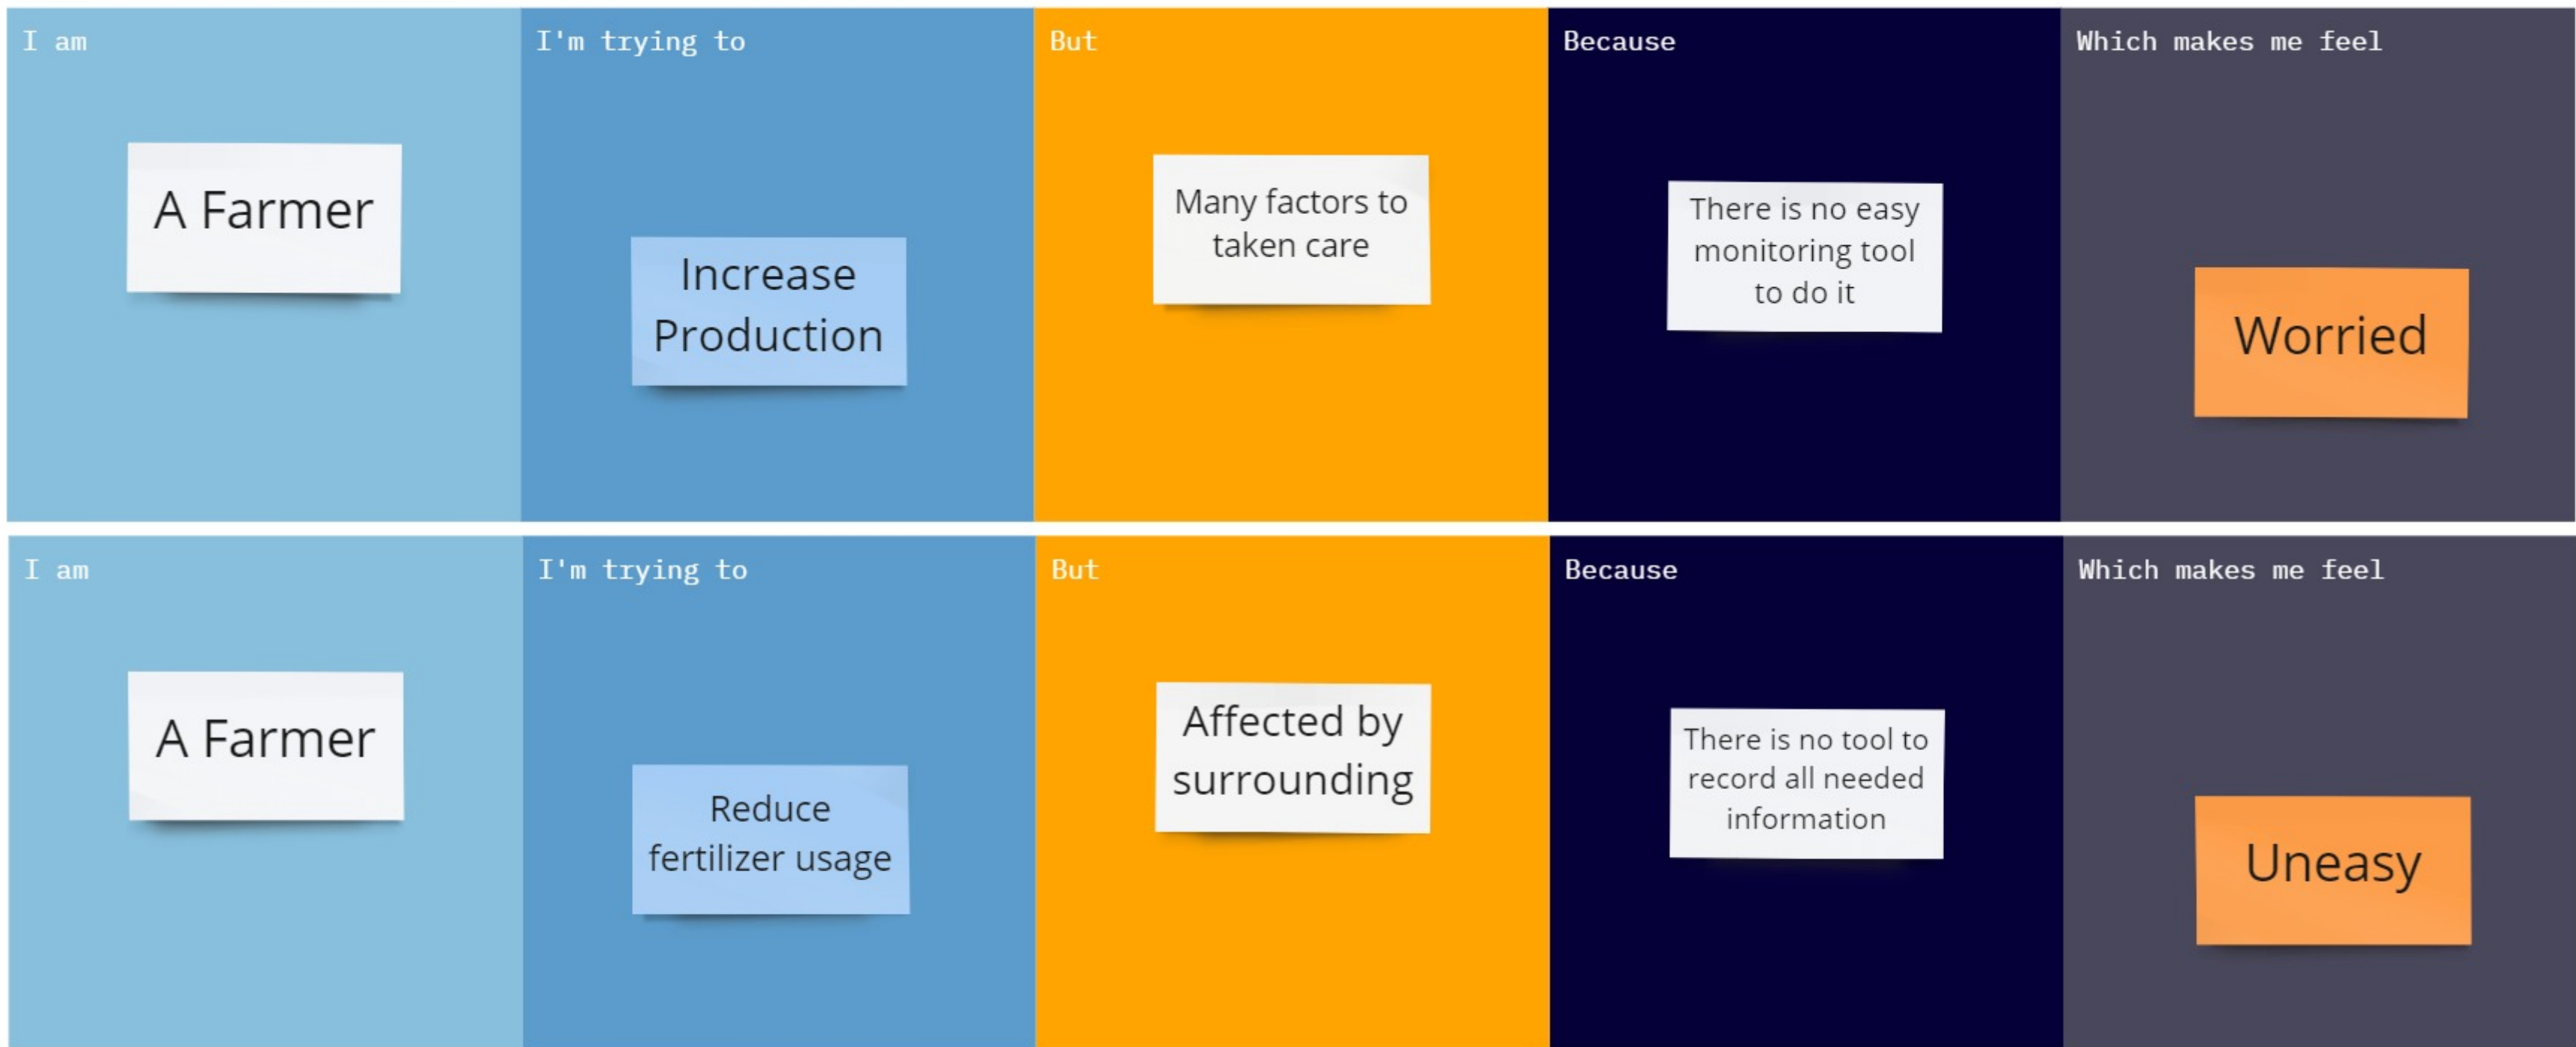 I am
I'm trying to
But
Because
Which makes me feel
A Farmer
Increase
Production
Many factors to
taken care
There is no easy
monitoring tool
to do it
Worried
I am
I'm trying to
But
Because
Which makes me feel
A Farmer
Reduce
fertilizer usage
Affected by
surrounding
There is no tool to
record all needed
information
Uneasy